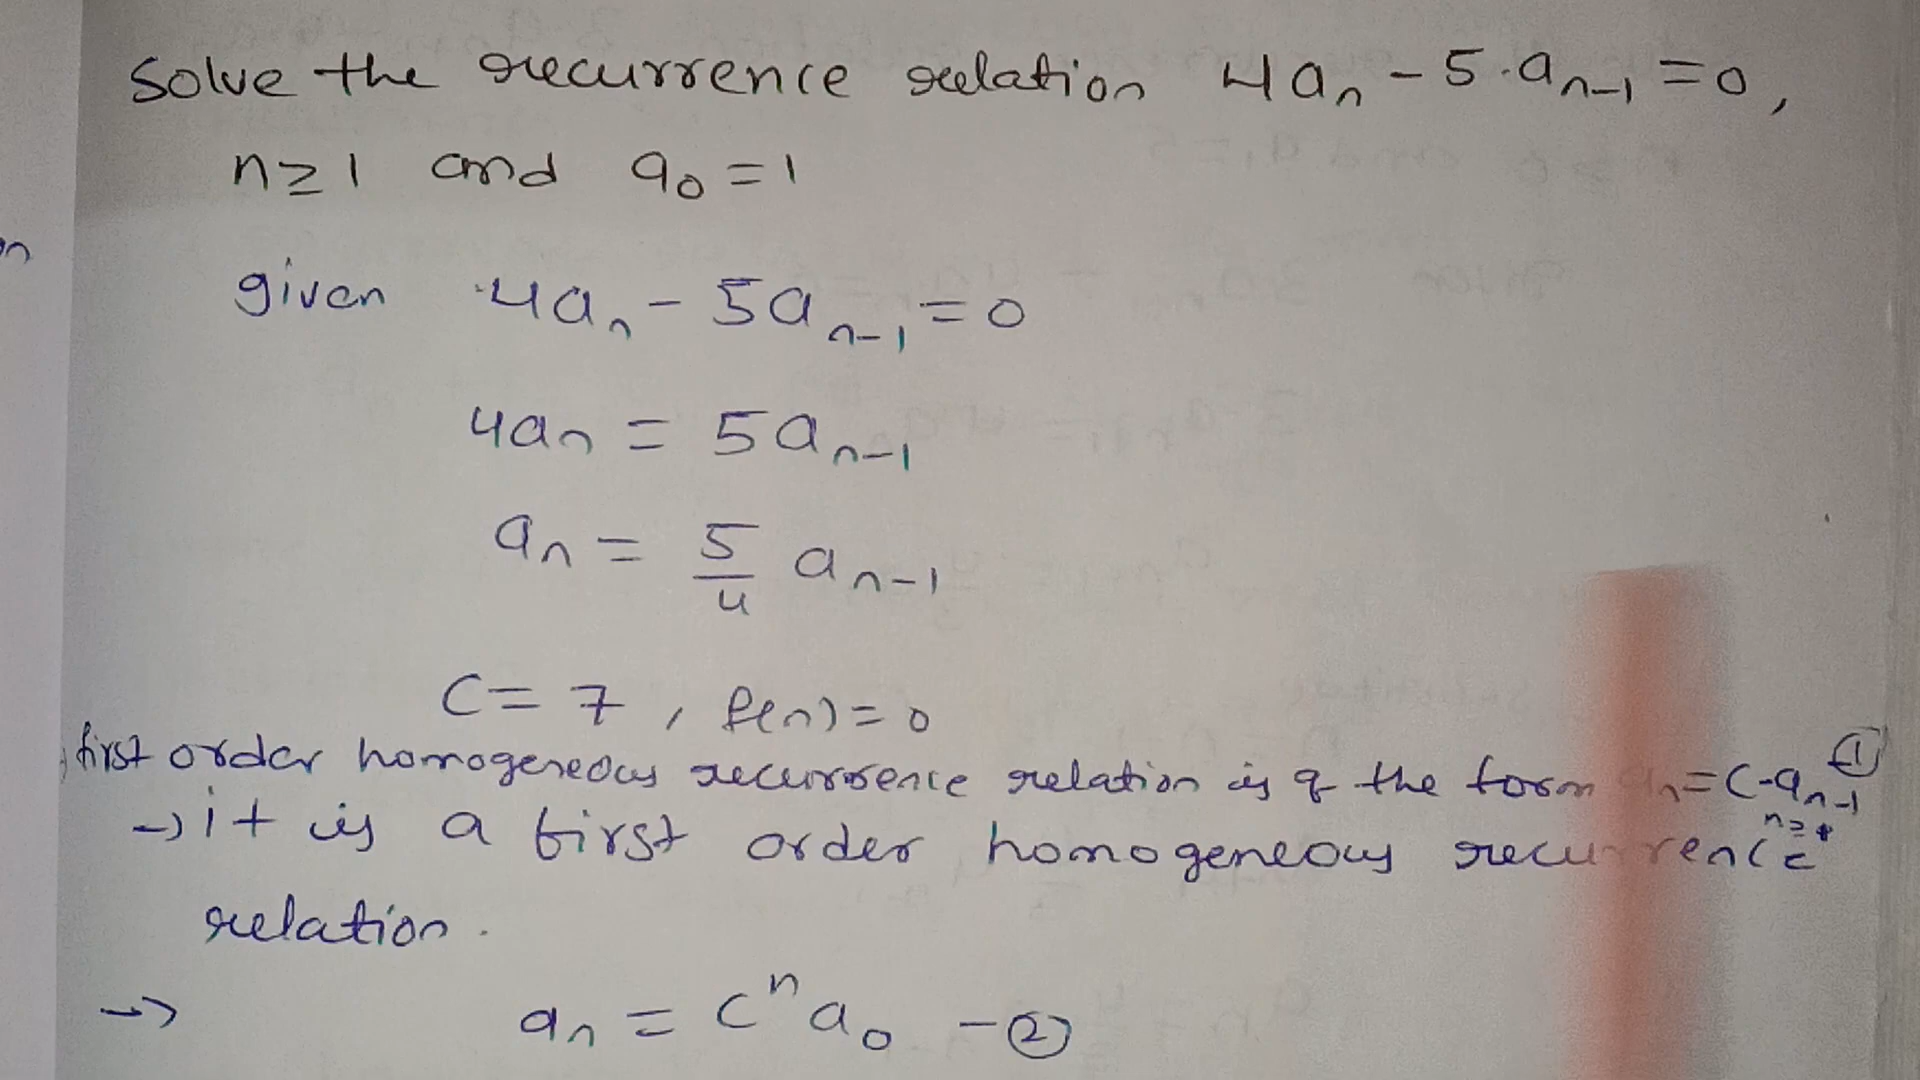 Solve the recurrence relation 4aₙ - 5·aₙ₋₁ = 0,
n ≥ 1 and a₀ = 1
given 4aₙ - 5aₙ₋₁ = 0
4aₙ = 5aₙ₋₁
aₙ = 5/4 aₙ₋₁
C = 7, f(n) = 0
first order homogeneous recurrence relation is of the form aₙ = C·aₙ₋₁ ①
n ≥
→ it is a first order homogeneous recurrence
relation.
→ aₙ = Cⁿ a₀ - ②